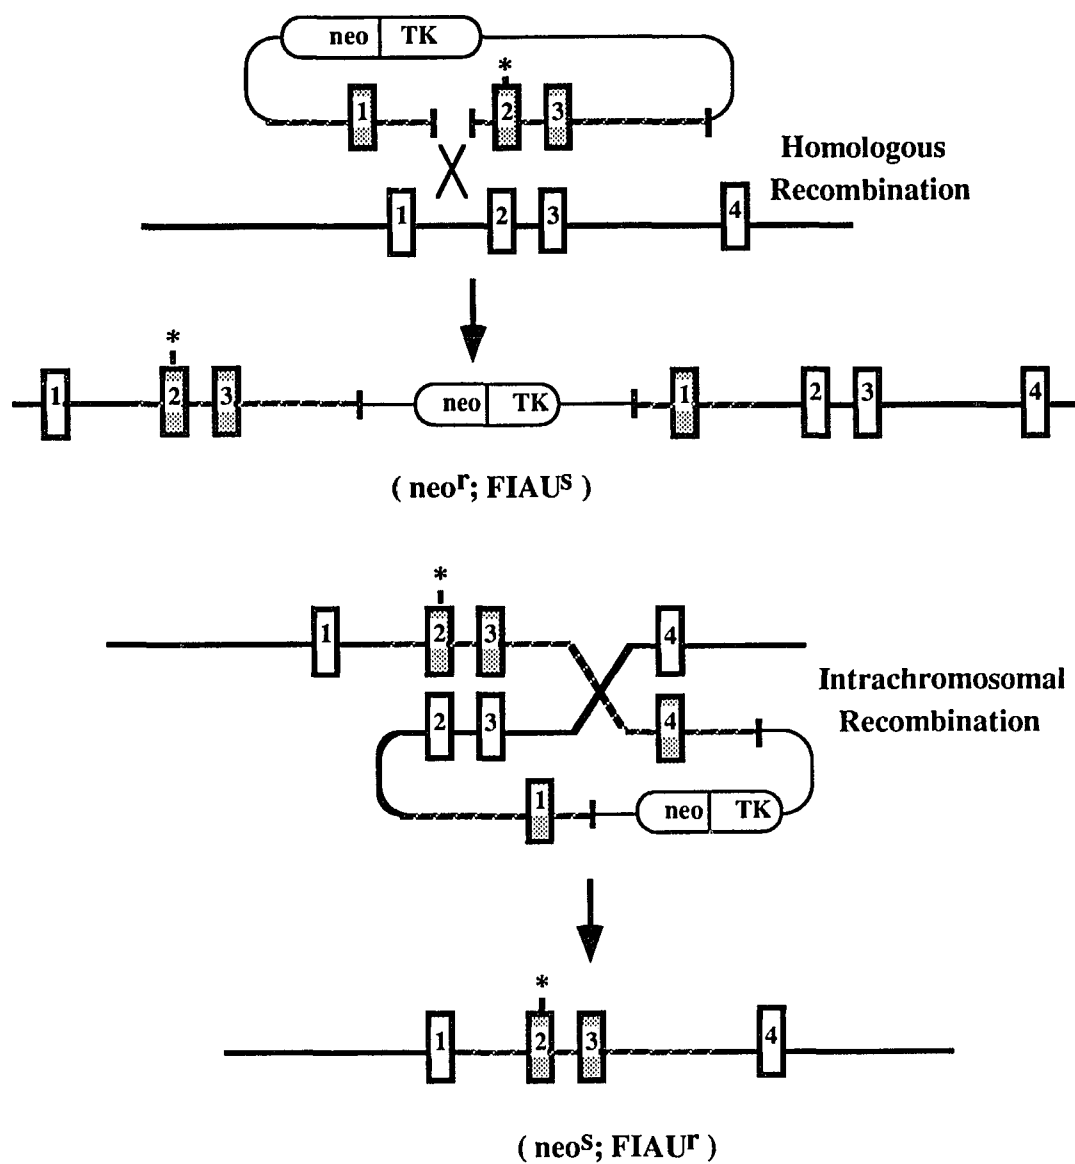 neo TK
*
1 2 3
Homologous
Recombination
1 2 3 4
*
1 2 3 neo TK 1 2 3 4
( neoʳ; FIAUˢ )
*
1 2 3 4
Intrachromosomal
Recombination
2 3 4
1 neo TK
*
1 2 3 4
( neoˢ; FIAUʳ )